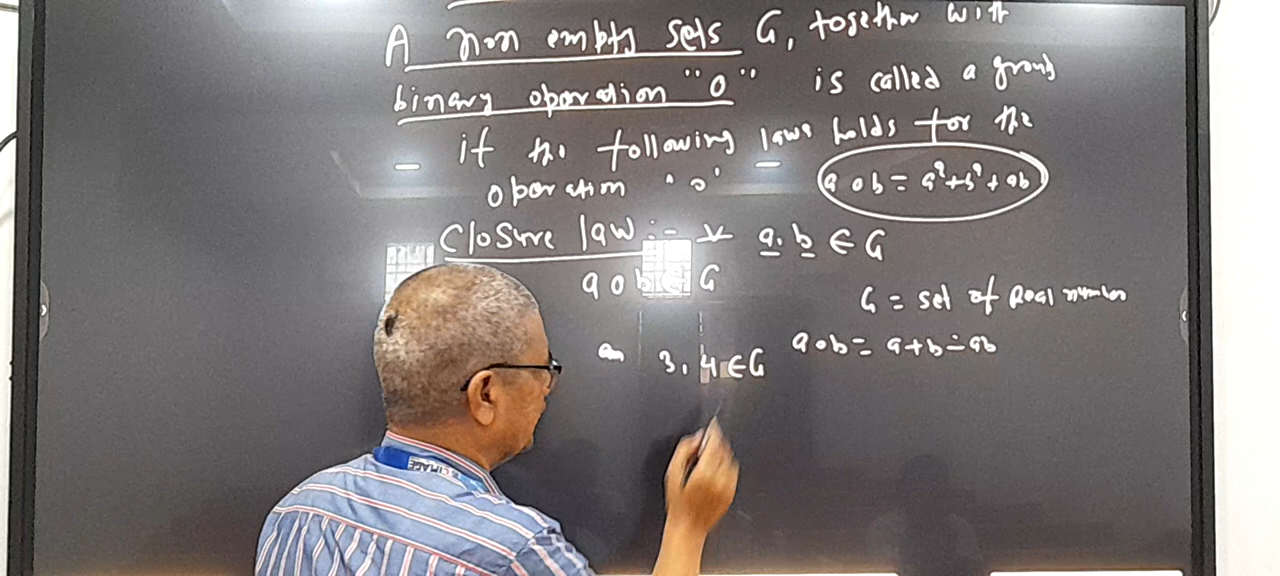 A non empty sets G, together with
binary operation "o" is called a group
if the following laws holds for the
operation 'o' a o b = a² + b² + ab
Closure law :- ∀ a, b ∈ G
a o b ∈ G
G = set of Real number
a o b = a + b - ab
3, 4 ∈ G
CIMAGE